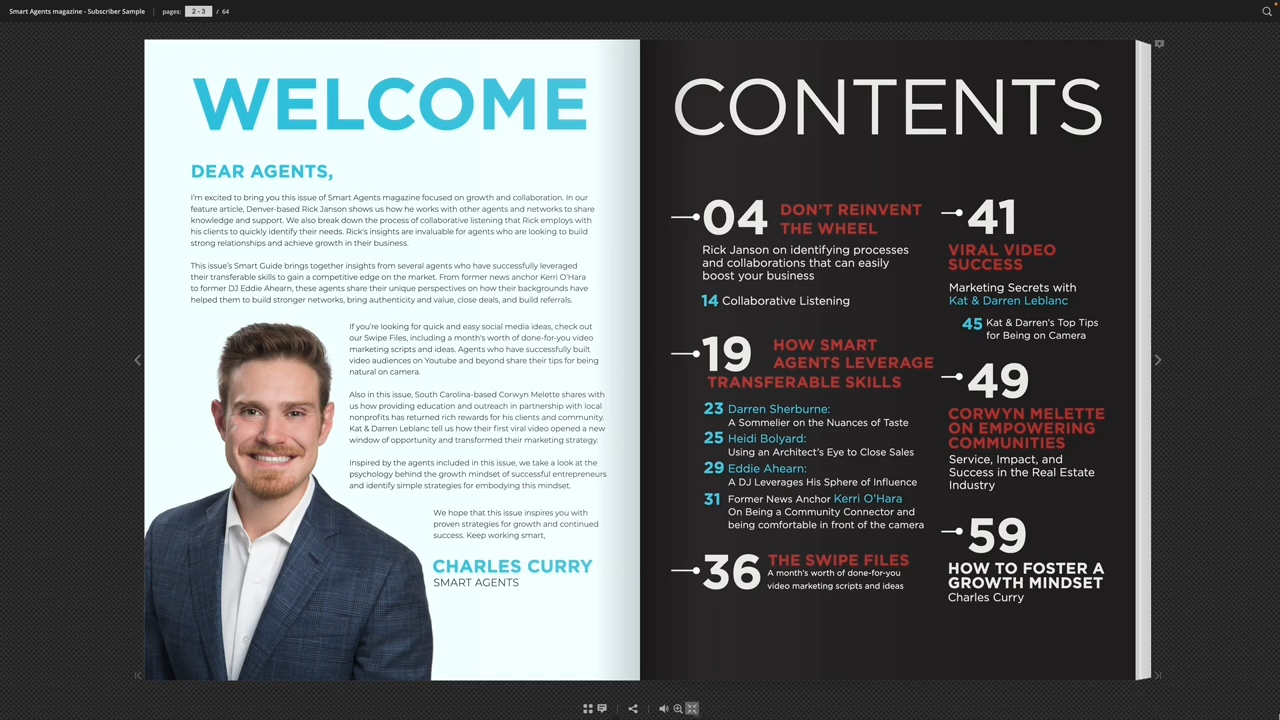 Smart Agents magazine - Subscriber Sample
pages: 2 - 3 / 64
WELCOME
DEAR AGENTS,
I'm excited to bring you this issue of Smart Agents magazine focused on growth and collaboration. In our
feature article, Denver-based Rick Janson shows us how he works with other agents and networks to share
knowledge and support. We also break down the process of collaborative listening that Rick employs with
his clients to quickly identify their needs. Rick's insights are invaluable for agents who are looking to build
strong relationships and achieve growth in their business.
This issue's Smart Guide brings together insights from several agents who have successfully leveraged
their transferable skills to gain a competitive edge on the market. From former news anchor Kerri O'Hara
to former DJ Eddie Ahearn, these agents share their unique perspectives on how their backgrounds have
helped them to build stronger networks, bring authenticity and value, close deals, and build referrals.
If you're looking for quick and easy social media ideas, check out
our Swipe Files, including a month's worth of done-for-you video
marketing scripts and ideas. Agents who have successfully built
video audiences on Youtube and beyond share their tips for being
natural on camera.
Also in this issue, South Carolina-based Corwyn Melette shares with
us how providing education and outreach in partnership with local
nonprofits has returned rich rewards for his clients and community.
Kat & Darren Leblanc tell us how their first viral video opened a new
window of opportunity and transformed their marketing strategy.
Inspired by the agents included in this issue, we take a look at the
psychology behind the growth mindset of successful entrepreneurs
and identify simple strategies for embodying this mindset.
We hope that this issue inspires you with
proven strategies for growth and continued
success. Keep working smart,
CHARLES CURRY
SMART AGENTS
CONTENTS
04 DON'T REINVENT
THE WHEEL
Rick Janson on identifying processes
and collaborations that can easily
boost your business
14 Collaborative Listening
19 HOW SMART
AGENTS LEVERAGE
TRANSFERABLE SKILLS
23 Darren Sherburne:
A Sommelier on the Nuances of Taste
25 Heidi Bolyard:
Using an Architect's Eye to Close Sales
29 Eddie Ahearn:
A DJ Leverages His Sphere of Influence
31 Former News Anchor Kerri O'Hara
On Being a Community Connector and
being comfortable in front of the camera
36 THE SWIPE FILES
A month's worth of done-for-you
video marketing scripts and ideas
41
VIRAL VIDEO
SUCCESS
Marketing Secrets with
Kat & Darren Leblanc
45 Kat & Darren's Top Tips
for Being on Camera
49
CORWYN MELETTE
ON EMPOWERING
COMMUNITIES
Service, Impact, and
Success in the Real Estate
Industry
59
HOW TO FOSTER A
GROWTH MINDSET
Charles Curry